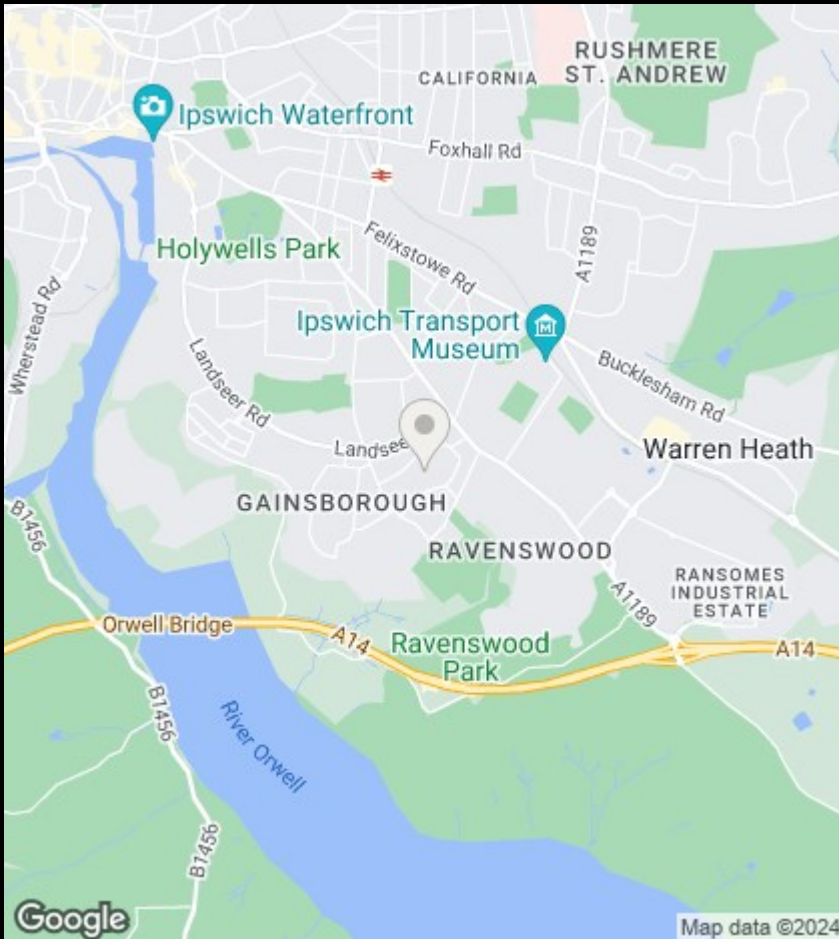 RUSHMERE
ST. ANDREW
CALIFORNIA
Ipswich Waterfront
Foxhall Rd
Holywells Park
Felixstowe Rd
A1189
Wherstead Rd
Ipswich Transport
Museum
Landseer Rd
Bucklesham Rd
Landsee
Warren Heath
GAINSBOROUGH
B1456
RAVENSWOOD
RANSOMES
INDUSTRIAL
ESTATE
A1189
Orwell Bridge
A14
Ravenswood
Park
A14
B1456
River Orwell
B1456
Google
Map data ©2024